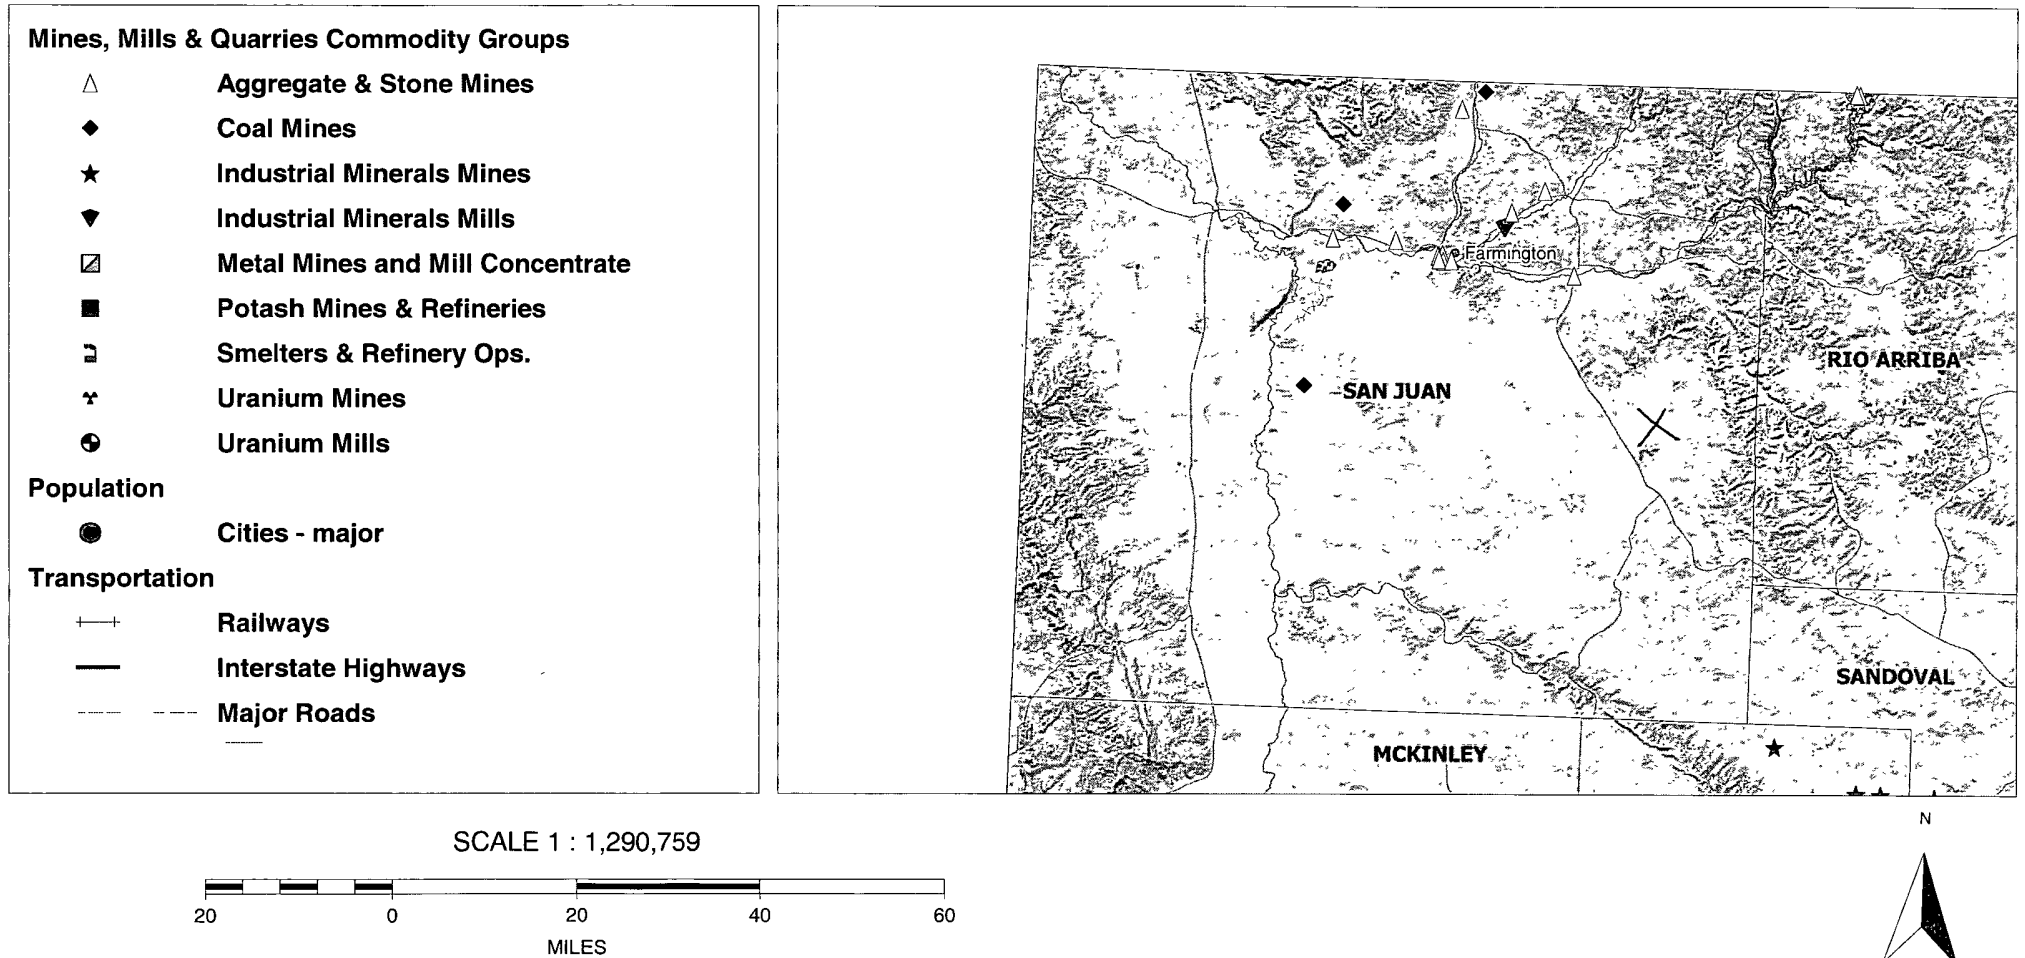 Mines, Mills & Quarries Commodity Groups
Aggregate & Stone Mines
Coal Mines
Industrial Minerals Mines
Industrial Minerals Mills
Metal Mines and Mill Concentrate
Potash Mines & Refineries
Smelters & Refinery Ops.
Uranium Mines
Uranium Mills
Population
Cities - major
Transportation
Railways
Interstate Highways
Major Roads
Farmington
RIO ARRIBA
SAN JUAN
SANDOVAL
MCKINLEY
SCALE 1 : 1,290,759
20 0 20 40 60
MILES
N